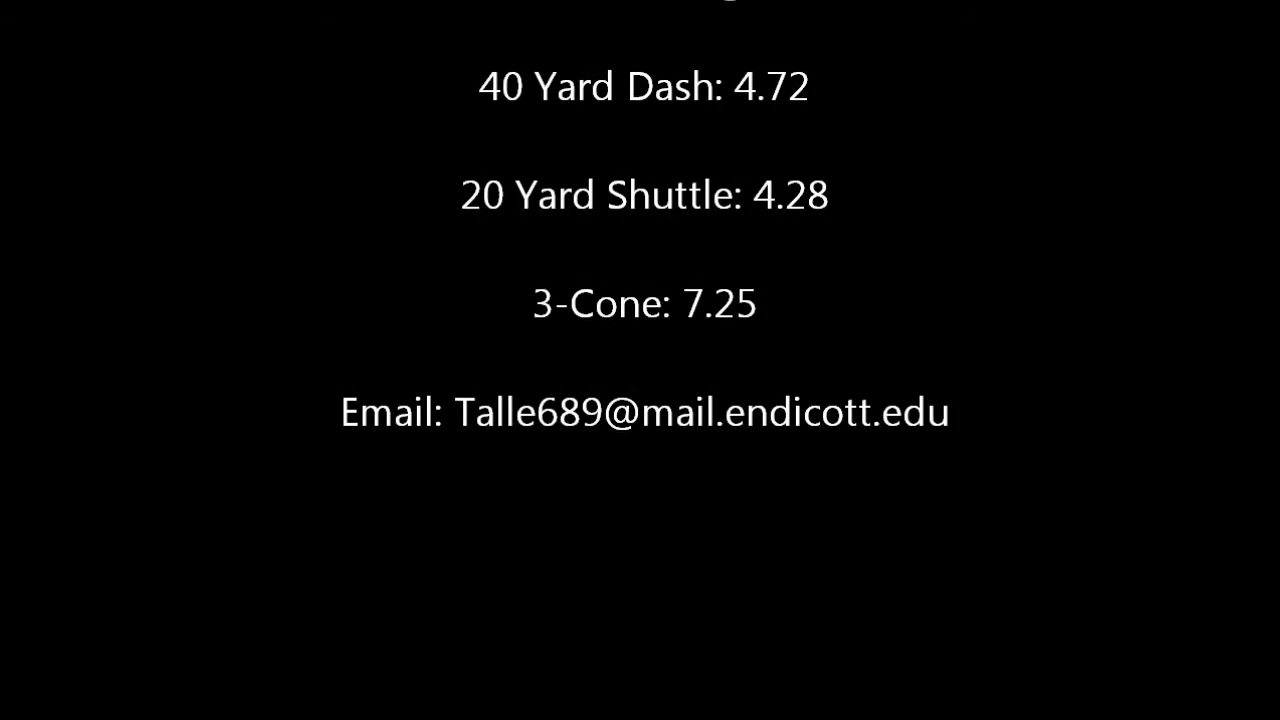 40 Yard Dash: 4.72
20 Yard Shuttle: 4.28
3-Cone: 7.25
Email: Talle689@mail.endicott.edu